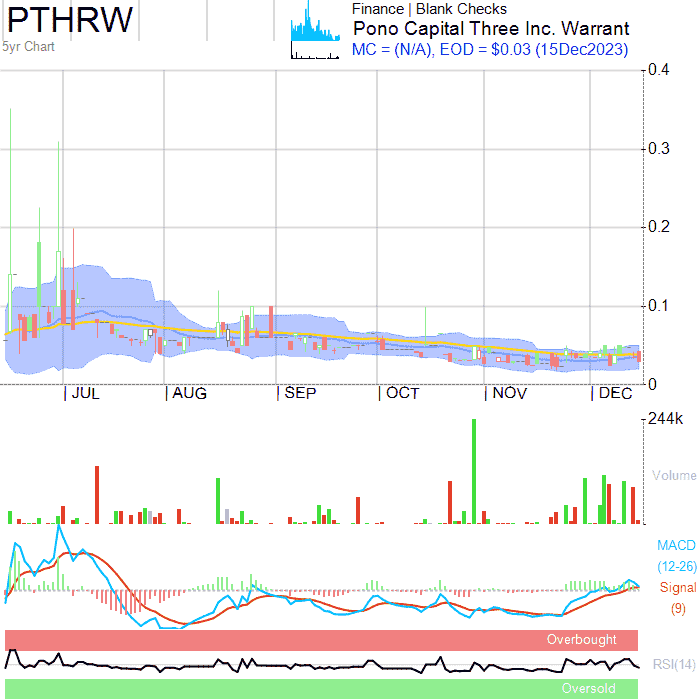 PTHRW
5yr Chart
Finance | Blank Checks
Pono Capital Three Inc. Warrant
MC = (N/A), EOD = $0.03 (15Dec2023)
0.4
0.3
0.2
0.1
0
JUL AUG SEP OCT NOV DEC
244k
Volume
MACD
(12-26)
Signal
(9)
Overbought
RSI(14)
Oversold